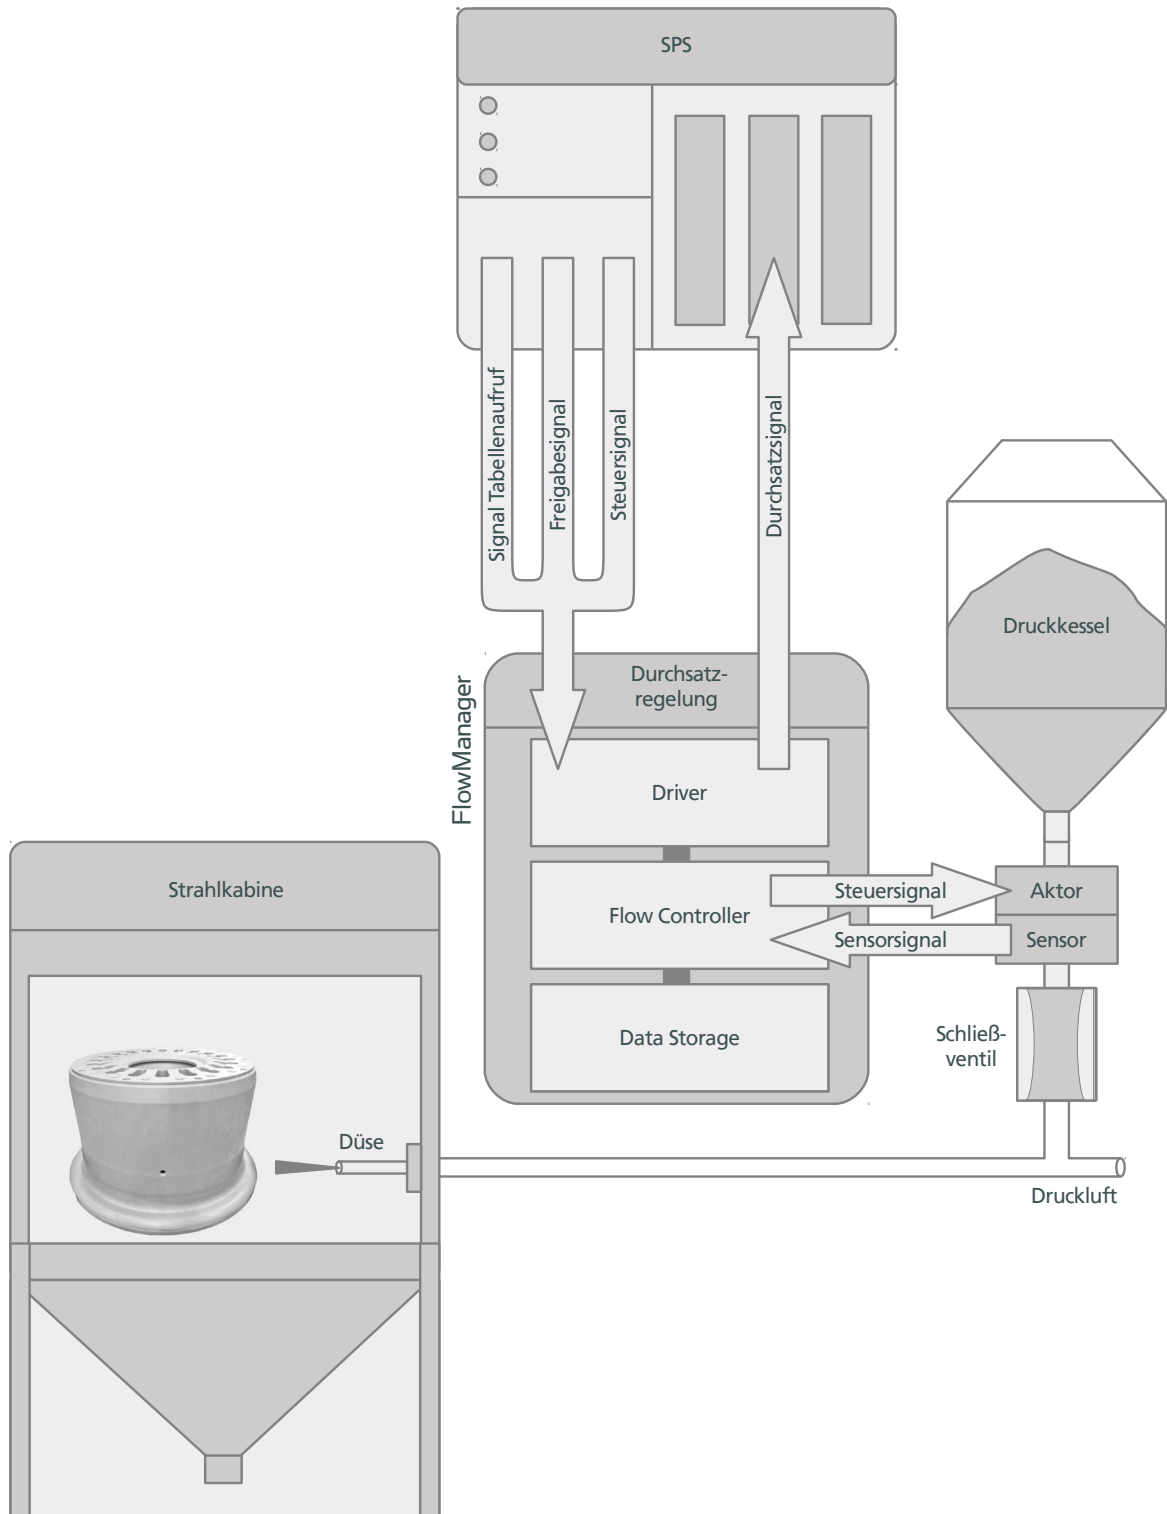 SPS
Signal Tabellenaufruf
Freigabesignal
Steuersignal
Durchsatzsignal
Druckkessel
FlowManager
Durchsatz-
regelung
Driver
Strahlkabine
Flow Controller
Steuersignal
Aktor
Sensorsignal
Sensor
Data Storage
Schließ-
ventil
Düse
Druckluft